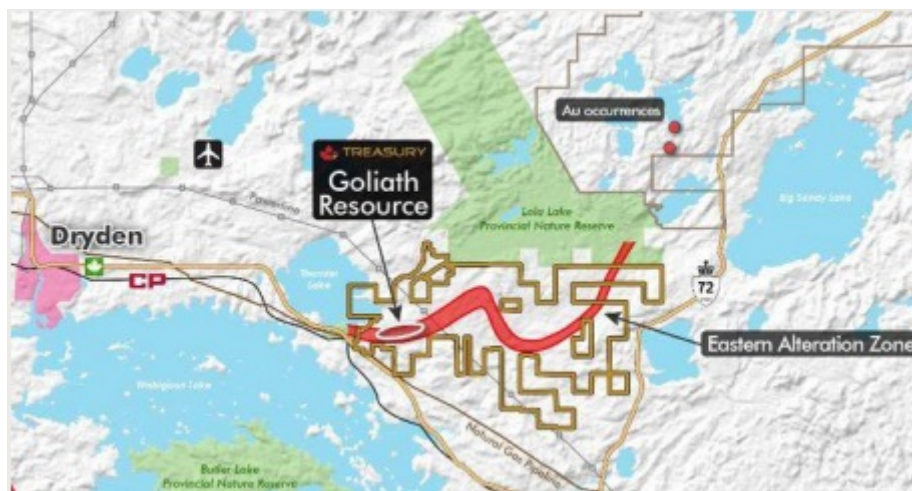 Au occurrences
TREASURY
Goliath
Resource
Powerline
Lola Lake
Provincial Nature Reserve
Big Sandy Lake
Dryden
Thunder
Lake
CP
72
Eastern Alteration Zone
Wabigoon Lake
Natural Gas Pipeline
Butler Lake
Provincial Nature Reserve